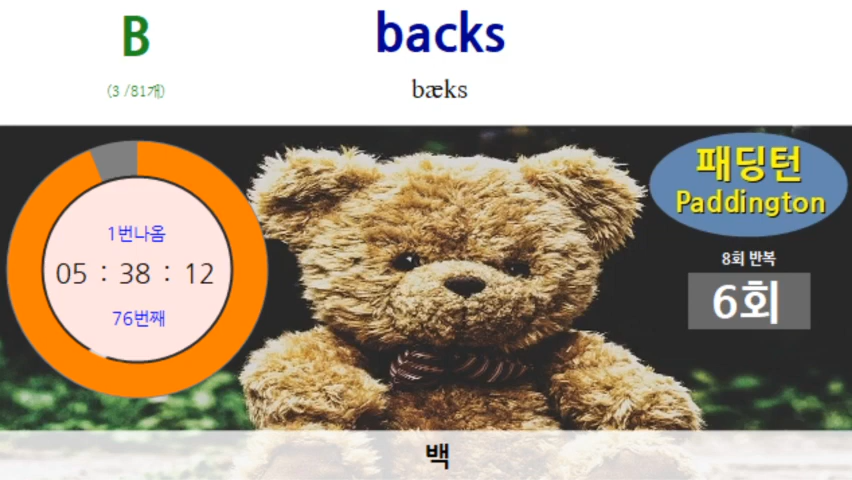 B
(3 /81개)
backs
bæks
1번나옴
05 : 38 : 12
76번째
패딩턴
Paddington
8회 반복
6회
백